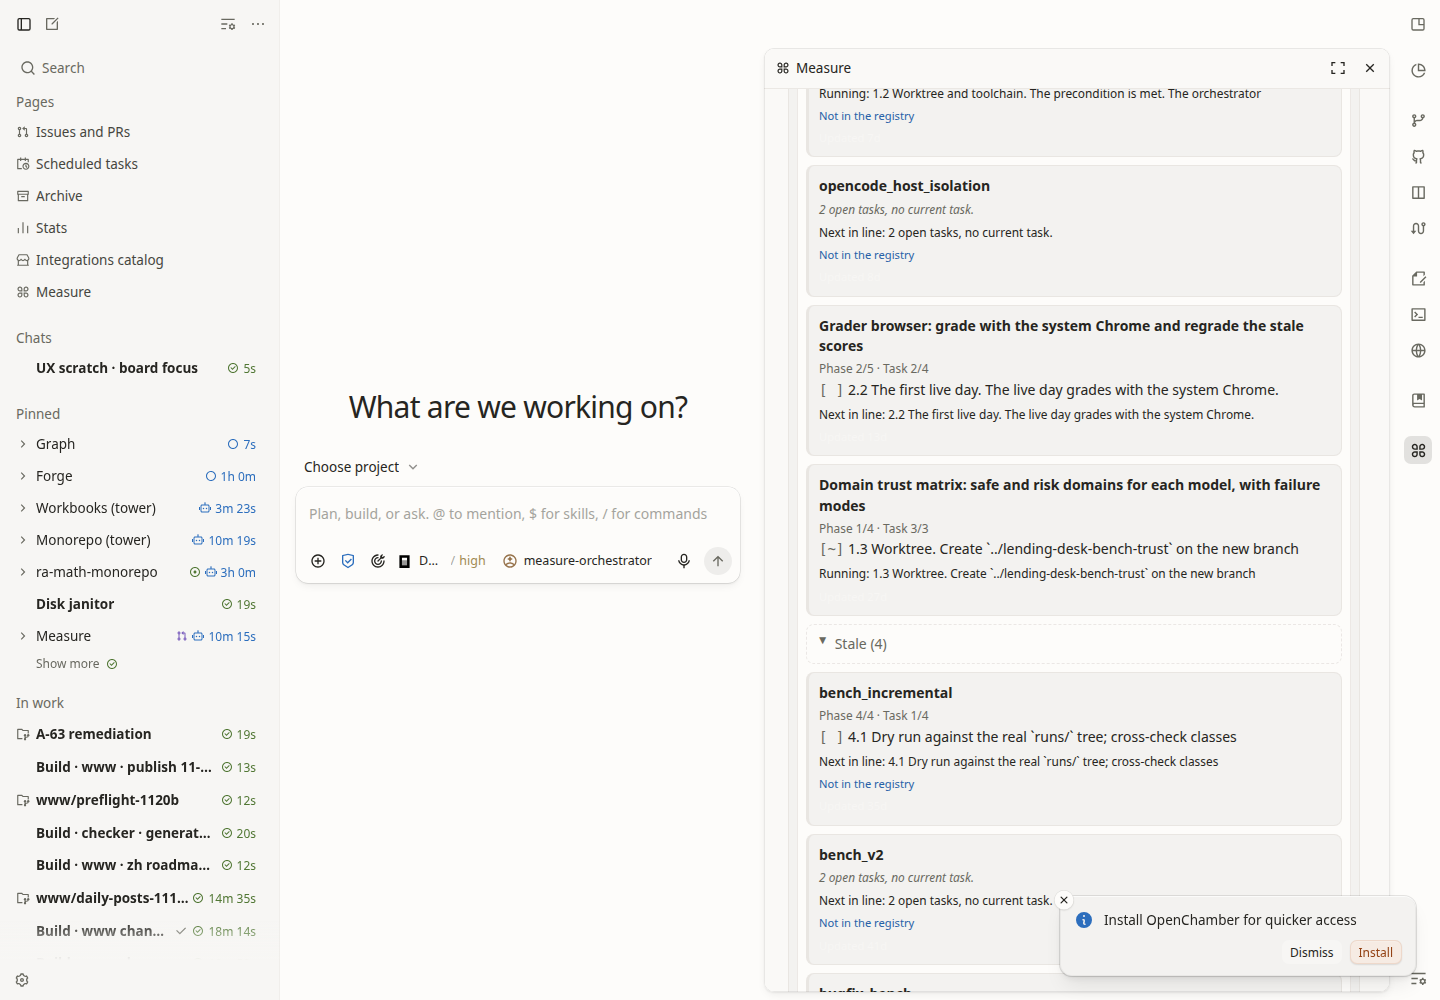 Search
Pages
Issues and PRs
Scheduled tasks
Archive
Stats
Integrations catalog
Measure
Chats
UX scratch · board focus 5s
Pinned
Graph 7s
Forge 1h 0m
Workbooks (tower) 3m 23s
Monorepo (tower) 10m 19s
ra-math-monorepo 3h 0m
Disk janitor 19s
Measure 10m 15s
Show more
In work
A-63 remediation 19s
Build · www · publish 11-... 13s
www/preflight-1120b 12s
Build · checker · generat... 20s
Build · www · zh roadma... 12s
www/daily-posts-111... 14m 35s
Build · www chan... 18m 14s
What are we working on?
Choose project
Plan, build, or ask. @ to mention, $ for skills, / for commands
D... / high measure-orchestrator
Measure
Running: 1.2 Worktree and toolchain. The precondition is met. The orchestrator
Not in the registry
opencode_host_isolation
2 open tasks, no current task.
Next in line: 2 open tasks, no current task.
Not in the registry
Grader browser: grade with the system Chrome and regrade the stale
scores
Phase 2/5 · Task 2/4
[ ] 2.2 The first live day. The live day grades with the system Chrome.
Next in line: 2.2 The first live day. The live day grades with the system Chrome.
Domain trust matrix: safe and risk domains for each model, with failure
modes
Phase 1/4 · Task 3/3
[~] 1.3 Worktree. Create `../lending-desk-bench-trust` on the new branch
Running: 1.3 Worktree. Create `../lending-desk-bench-trust` on the new branch
Stale (4)
bench_incremental
Phase 4/4 · Task 1/4
[ ] 4.1 Dry run against the real `runs/` tree; cross-check classes
Next in line: 4.1 Dry run against the real `runs/` tree; cross-check classes
Not in the registry
bench_v2
2 open tasks, no current task.
Next in line: 2 open tasks, no current task.
Not in the registry
Install OpenChamber for quicker access
Dismiss Install